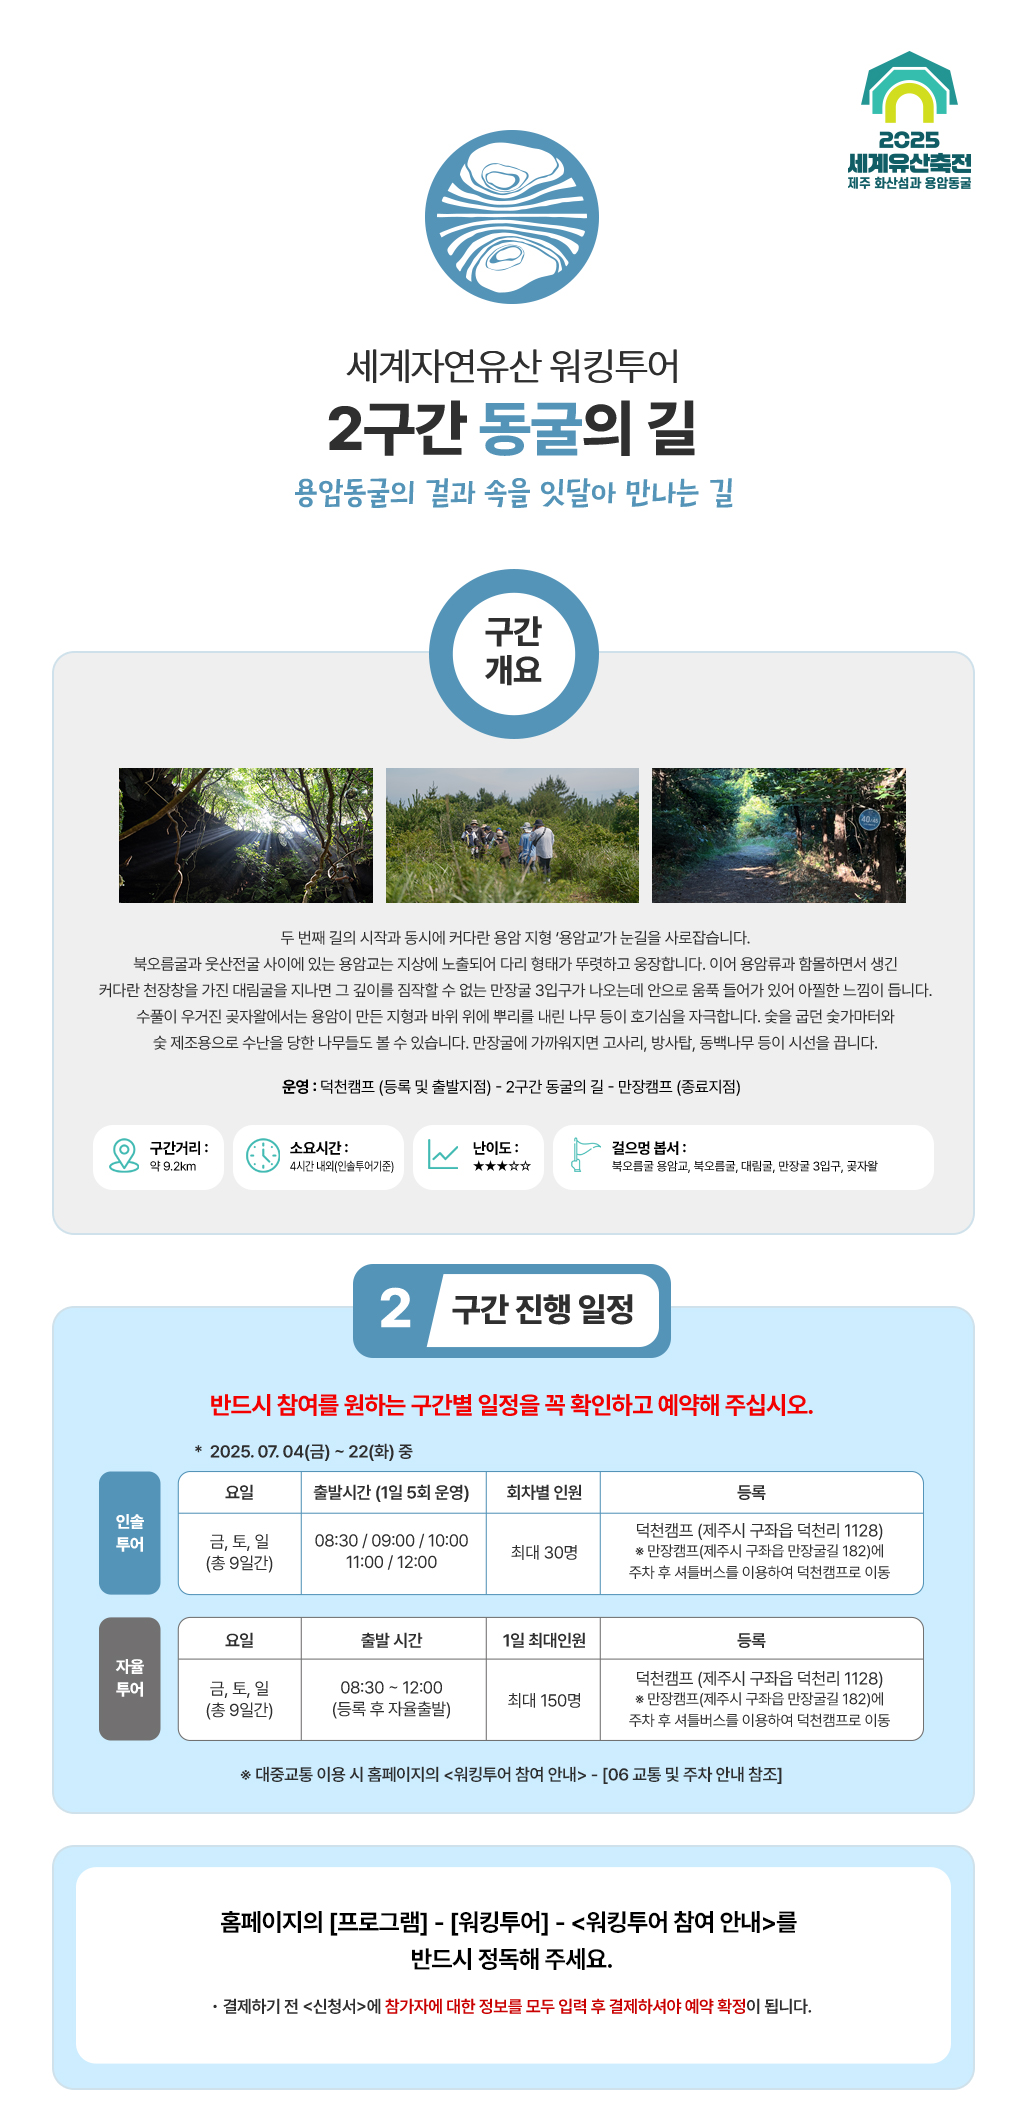 2025
세계유산축전
제주 화산섬과 용암동굴
세계자연유산 워킹투어
2구간 동굴의 길
용암동굴의 겉과 속을 잇달아 만나는 길
구간
개요
40
두 번째 길의 시작과 동시에 커다란 용암 지형 '용암교'가 눈길을 사로잡습니다.
북오름굴과 웃산전굴 사이에 있는 용암교는 지상에 노출되어 다리 형태가 뚜렷하고 웅장합니다. 이어 용암류과 함몰하면서 생긴
커다란 천장창을 가진 대림굴을 지나면 그 깊이를 짐작할 수 없는 만장굴 3입구가 나오는데 안으로 움푹 들어가 있어 아찔한 느낌이 듭니다.
수풀이 우거진 곶자왈에서는 용암이 만든 지형과 바위 위에 뿌리를 내린 나무 등이 호기심을 자극합니다. 숯을 굽던 숯가마터와
숯 제조용으로 수난을 당한 나무들도 볼 수 있습니다. 만장굴에 가까워지면 고사리, 방사탑, 동백나무 등이 시선을 끕니다.
운영 : 덕천캠프 (등록 및 출발지점) - 2구간 동굴의 길 - 만장캠프 (종료지점)
구간거리 :
약 9.2km
소요시간 :
4시간 내외(인솔투어기준)
난이도 :
★★★☆☆
걸으멍 봅서 :
북오름굴 용암교, 북오름굴, 대림굴, 만장굴 3입구, 곶자왈
2 구간 진행 일정
반드시 참여를 원하는 구간별 일정을 꼭 확인하고 예약해 주십시오.
* 2025. 07. 04(금) ~ 22(화) 중
인솔
투어
요일 출발시간 (1일 5회 운영) 회차별 인원 등록
금, 토, 일
(총 9일간)
08:30 / 09:00 / 10:00
11:00 / 12:00
최대 30명
덕천캠프 (제주시 구좌읍 덕천리 1128)
※ 만장캠프(제주시 구좌읍 만장굴길 182)에
주차 후 셔틀버스를 이용하여 덕천캠프로 이동
자율
투어
요일 출발 시간 1일 최대인원 등록
금, 토, 일
(총 9일간)
08:30 ~ 12:00
(등록 후 자율출발)
최대 150명
덕천캠프 (제주시 구좌읍 덕천리 1128)
※ 만장캠프(제주시 구좌읍 만장굴길 182)에
주차 후 셔틀버스를 이용하여 덕천캠프로 이동
※ 대중교통 이용 시 홈페이지의 <워킹투어 참여 안내> - [06 교통 및 주차 안내 참조]
홈페이지의 [프로그램] - [워킹투어] - <워킹투어 참여 안내>를
반드시 정독해 주세요.
· 결제하기 전 <신청서>에 참가자에 대한 정보를 모두 입력 후 결제하셔야 예약 확정이 됩니다.